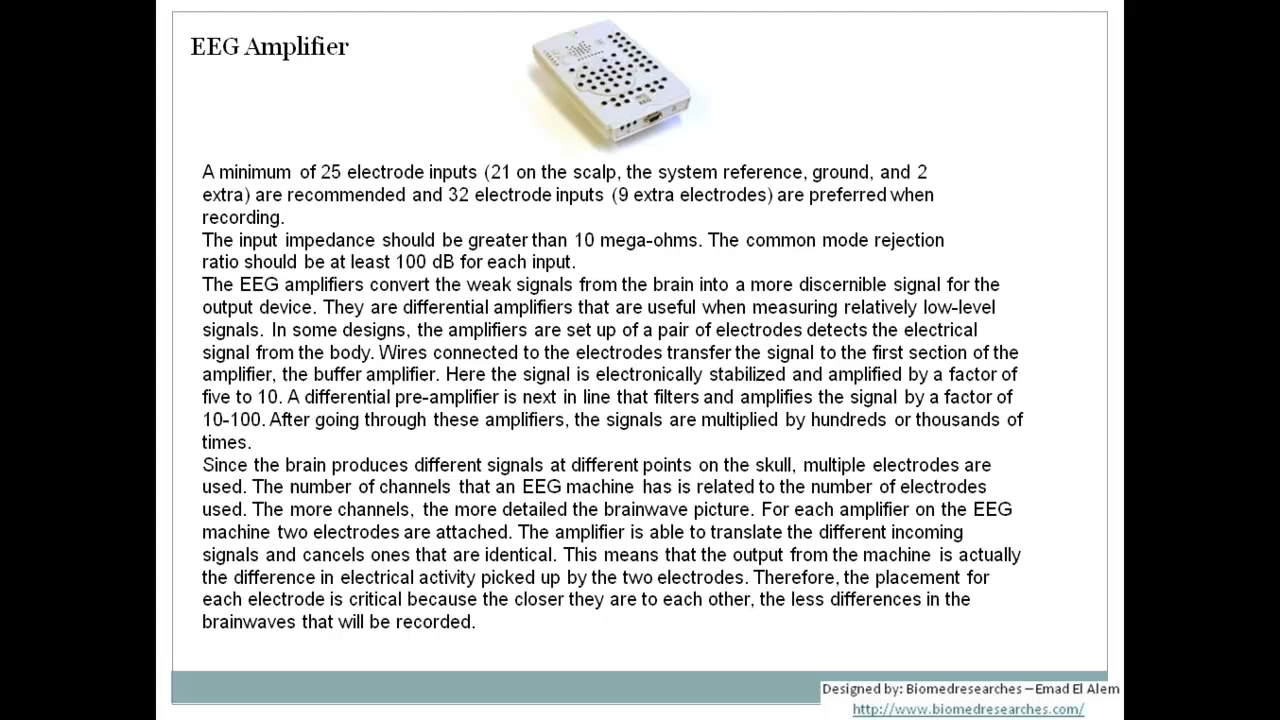 EEG Amplifier
A minimum of 25 electrode inputs (21 on the scalp, the system reference, ground, and 2
extra) are recommended and 32 electrode inputs (9 extra electrodes) are preferred when
recording.
The input impedance should be greater than 10 mega-ohms. The common mode rejection
ratio should be at least 100 dB for each input.
The EEG amplifiers convert the weak signals from the brain into a more discernible signal for the
output device. They are differential amplifiers that are useful when measuring relatively low-level
signals. In some designs, the amplifiers are set up of a pair of electrodes detects the electrical
signal from the body. Wires connected to the electrodes transfer the signal to the first section of the
amplifier, the buffer amplifier. Here the signal is electronically stabilized and amplified by a factor of
five to 10. A differential pre-amplifier is next in line that filters and amplifies the signal by a factor of
10-100. After going through these amplifiers, the signals are multiplied by hundreds or thousands of
times.
Since the brain produces different signals at different points on the skull, multiple electrodes are
used. The number of channels that an EEG machine has is related to the number of electrodes
used. The more channels, the more detailed the brainwave picture. For each amplifier on the EEG
machine two electrodes are attached. The amplifier is able to translate the different incoming
signals and cancels ones that are identical. This means that the output from the machine is actually
the difference in electrical activity picked up by the two electrodes. Therefore, the placement for
each electrode is critical because the closer they are to each other, the less differences in the
brainwaves that will be recorded.
Designed by: Biomedresearches – Emad El Alem
http://www.biomedresearches.com/